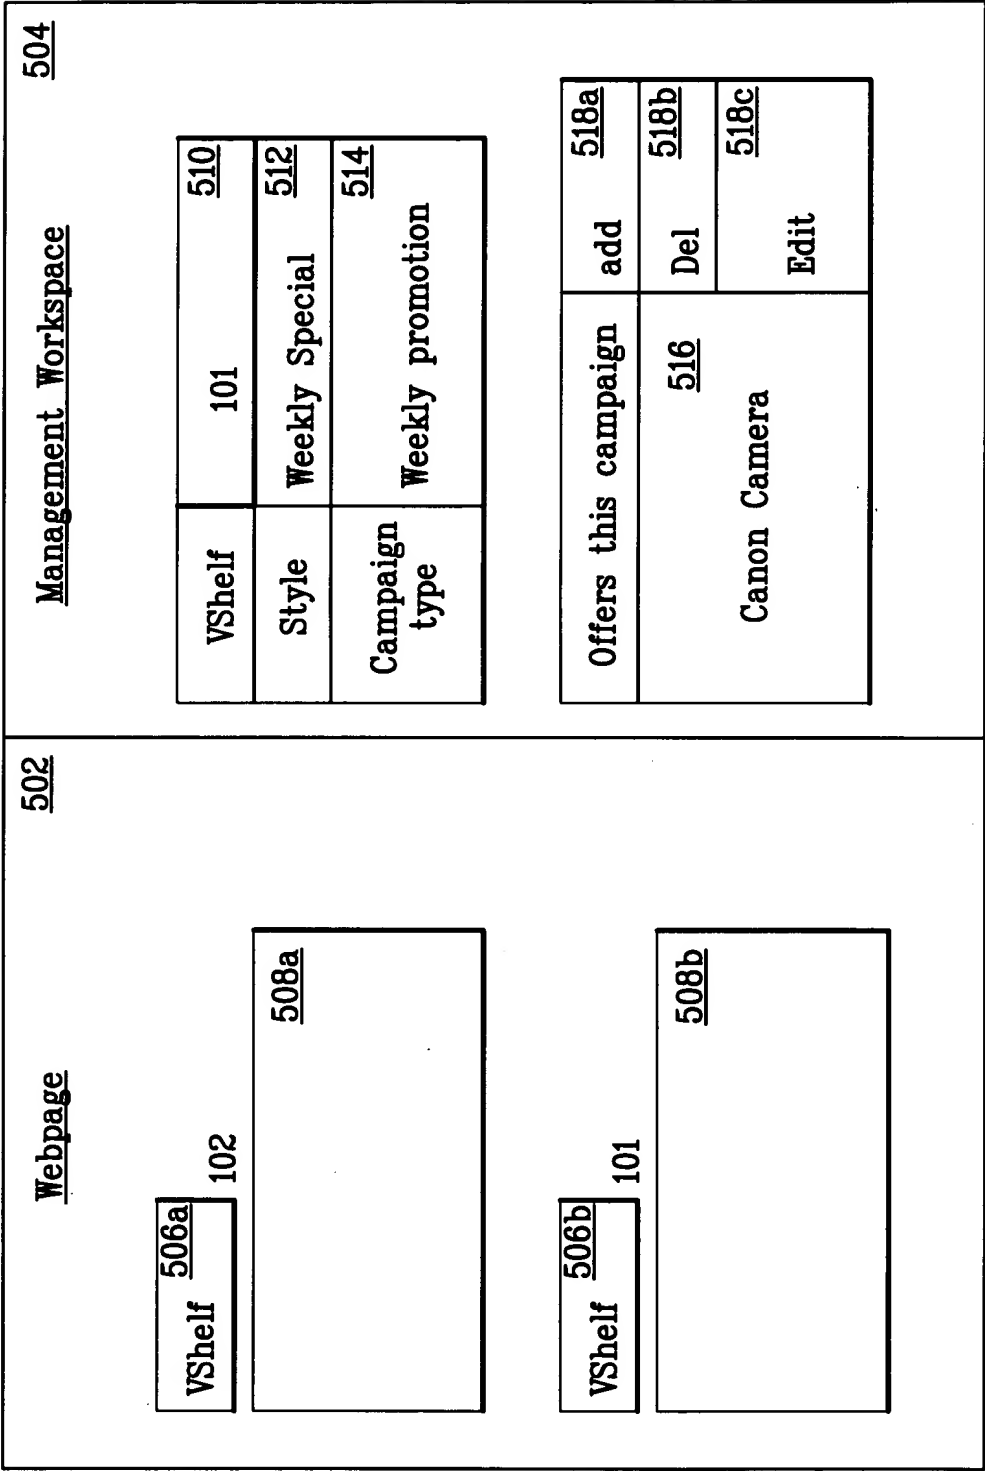 Webpage
502
VShelf 506a
102
508a
VShelf 506b
101
508b
Management Workspace
504
VShelf 101 510
Style Weekly Special 512
Campaign
type Weekly promotion 514
Offers this campaign add 518a
516
Canon Camera
Del 518b
Edit 518c